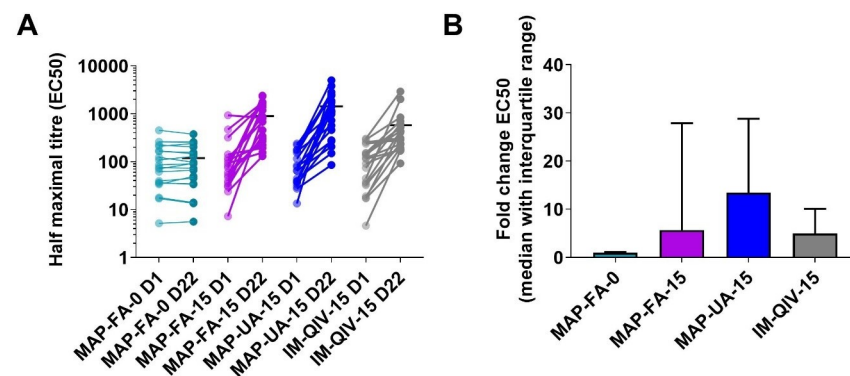 A
Half maximal titre (EC50)
10000
1000
100
10
1
MAP-FA-0 D1
MAP-FA-0 D22
MAP-FA-15 D1
MAP-FA-15 D22
MAP-UA-15 D1
MAP-UA-15 D22
IM-QIV-15 D1
IM-QIV-15 D22
B
Fold change EC50
(median with interquartile range)
40
30
20
10
0
MAP-FA-0
MAP-FA-15
MAP-UA-15
IM-QIV-15